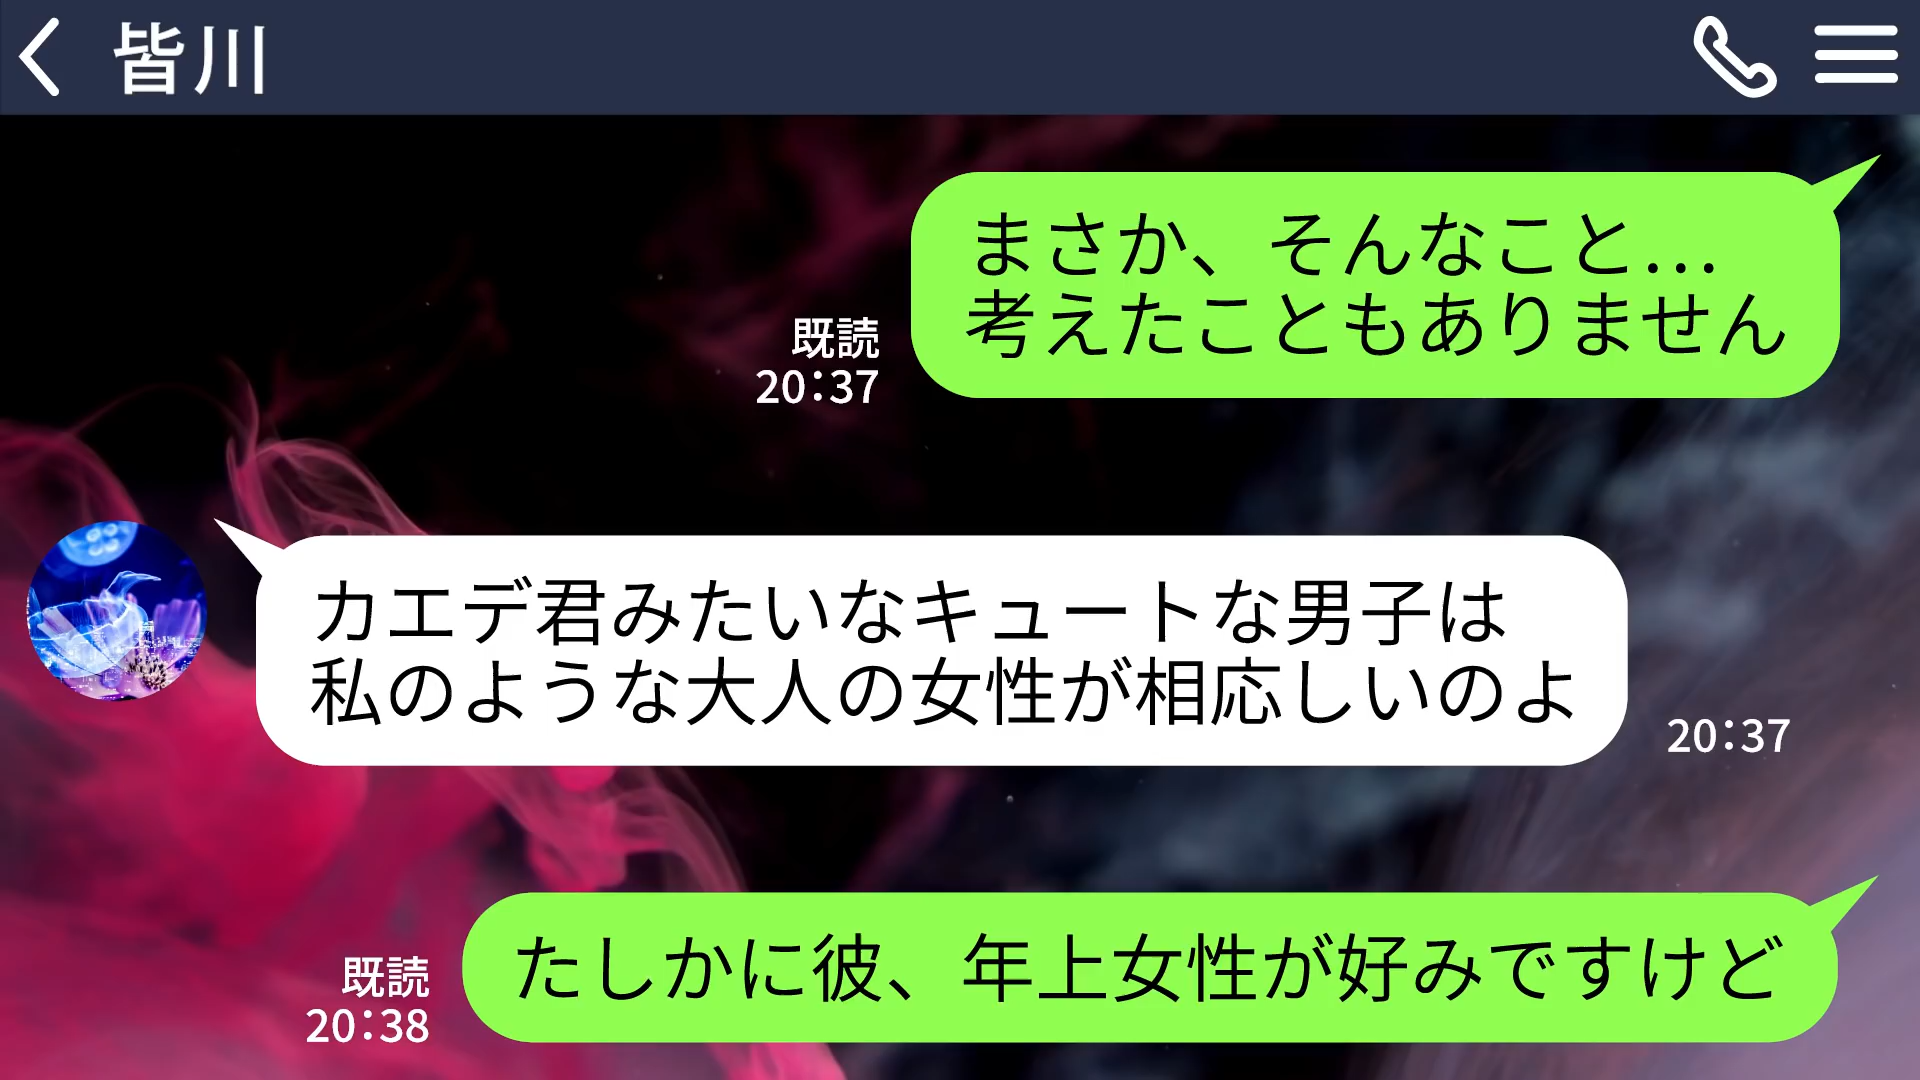 皆川
まさか、そんなこと…
考えたこともありません
既読
20:37
カエデ君みたいなキュートな男子は
私のような大人の女性が相応しいのよ
20:37
たしかに彼、年上女性が好みですけど
既読
20:38